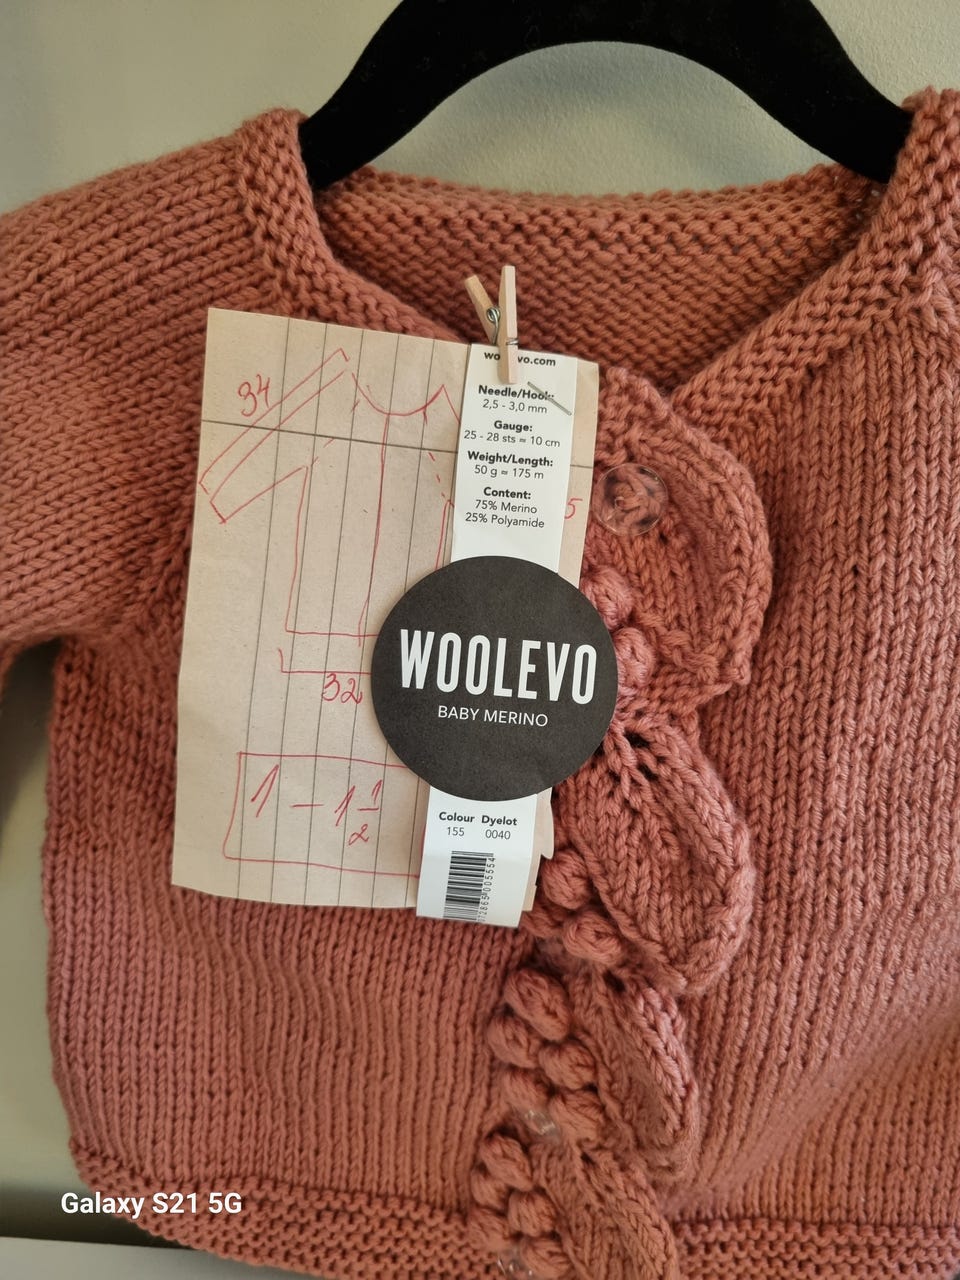 woolevo.com
Needle/Hook:
2,5 - 3,0 mm
Gauge:
25 - 28 sts = 10 cm
Weight/Length:
50 g = 175 m
Content:
75% Merino
25% Polyamide
34
5
WOOLEVO
BABY MERINO
32
1 - 1 1/2
Colour Dyelot
155 0040
Galaxy S21 5G